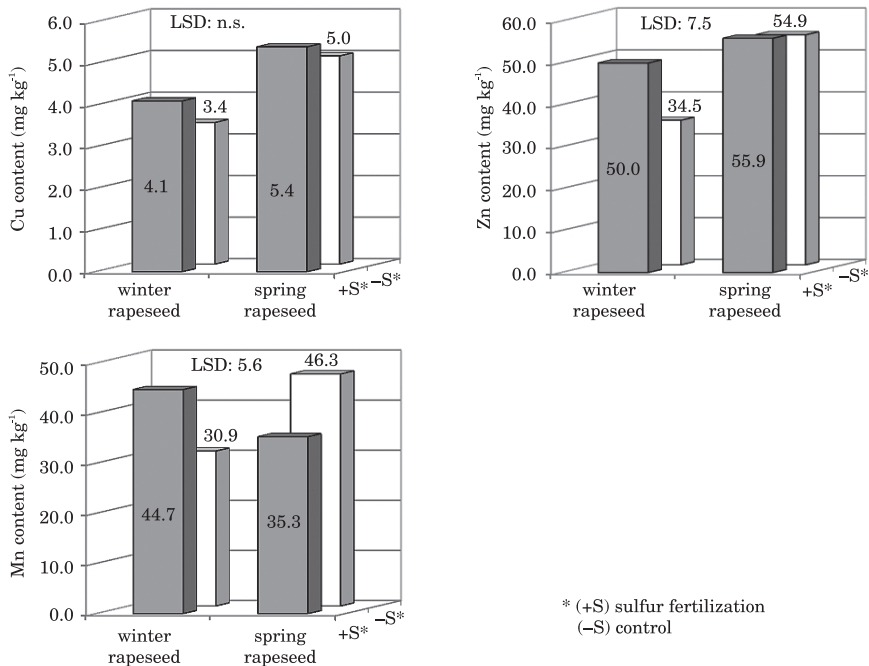 LSD: n.s.
Cu content (mg kg⁻¹)
6.0
5.0
4.0
3.0
2.0
1.0
0.0
4.1
3.4
5.4
5.0
winter
rapeseed
spring
rapeseed
+S*
–S*
LSD: 7.5
Zn content (mg kg⁻¹)
60.0
50.0
40.0
30.0
20.0
10.0
0.0
50.0
34.5
55.9
54.9
winter
rapeseed
spring
rapeseed
+S*
–S*
LSD: 5.6
Mn content (mg kg⁻¹)
50.0
40.0
30.0
20.0
10.0
0.0
44.7
30.9
35.3
46.3
winter
rapeseed
spring
rapeseed
+S*
–S*
* (+S) sulfur fertilization
(–S) control